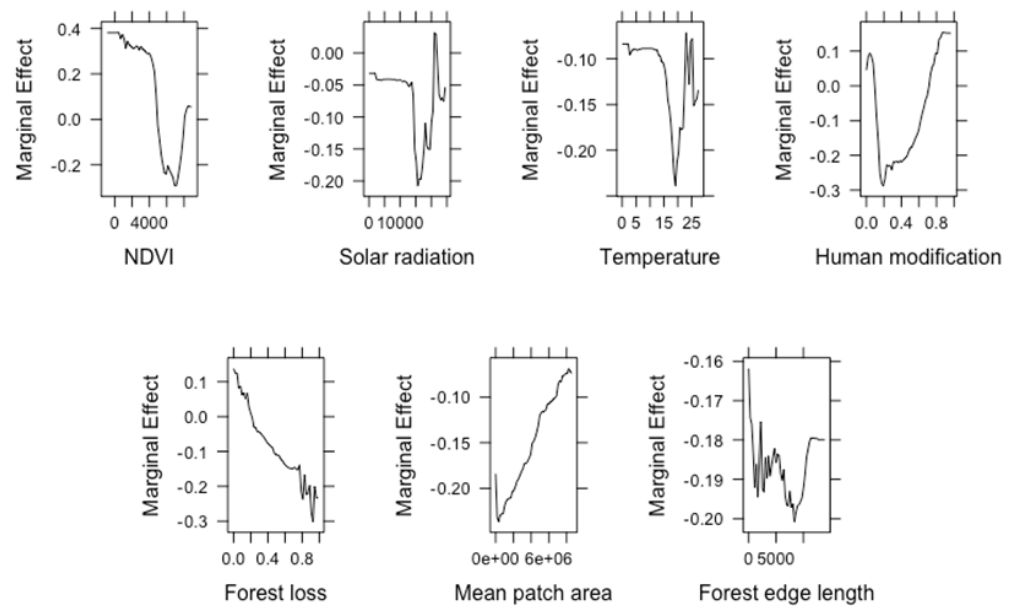 Marginal Effect
0.4
0.2
0.0
-0.2
0 4000
NDVI
Marginal Effect
0.00
-0.05
-0.10
-0.15
-0.20
0 10000
Solar radiation
Marginal Effect
-0.10
-0.15
-0.20
0 5 15 25
Temperature
Marginal Effect
0.1
0.0
-0.1
-0.2
-0.3
0.0 0.4 0.8
Human modification
Marginal Effect
0.1
0.0
-0.1
-0.2
-0.3
0.0 0.4 0.8
Forest loss
Marginal Effect
-0.10
-0.15
-0.20
0e+00 6e+06
Mean patch area
Marginal Effect
-0.16
-0.17
-0.18
-0.19
-0.20
0 5000
Forest edge length